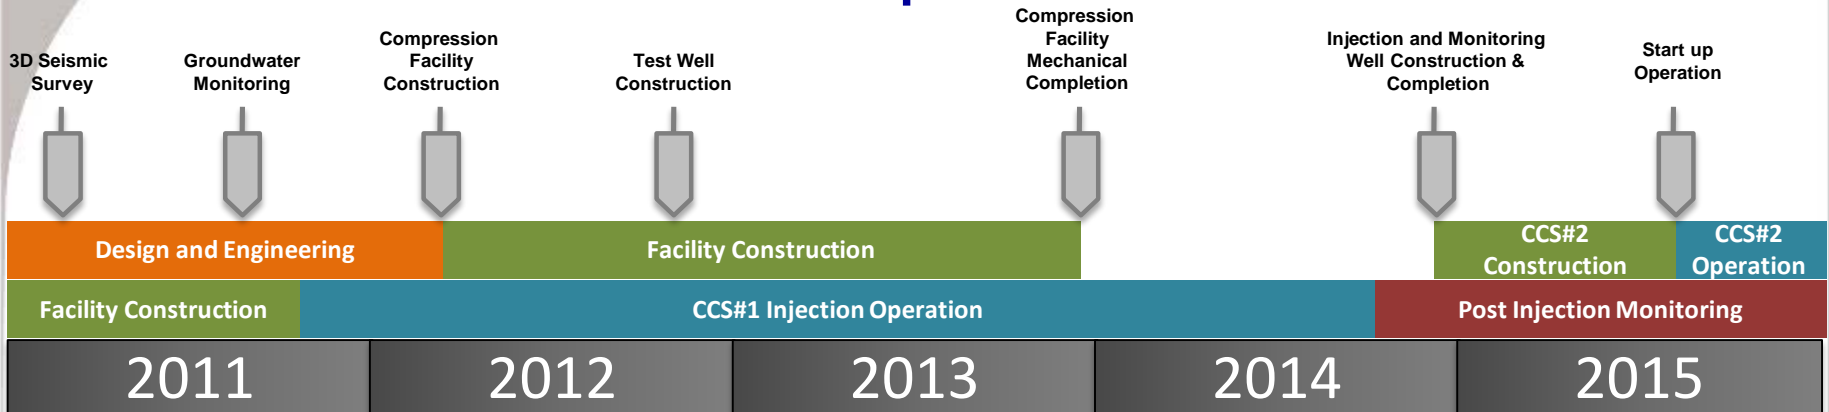 3D Seismic
Survey
Groundwater
Monitoring
Compression
Facility
Construction
Test Well
Construction
Compression
Facility
Mechanical
Completion
Injection and Monitoring
Well Construction &
Completion
Start up
Operation
Design and Engineering
Facility Construction
CCS#2
Construction
CCS#2
Operation
Facility Construction
CCS#1 Injection Operation
Post Injection Monitoring
2011
2012
2013
2014
2015